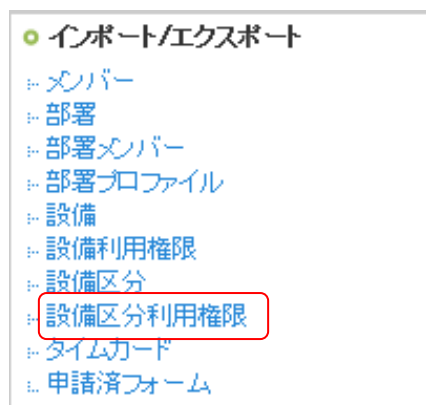 インポート/エクスポート
メンバー
部署
部署メンバー
部署プロファイル
設備
設備利用権限
設備区分
設備区分利用権限
タイムカード
申請済フォーム